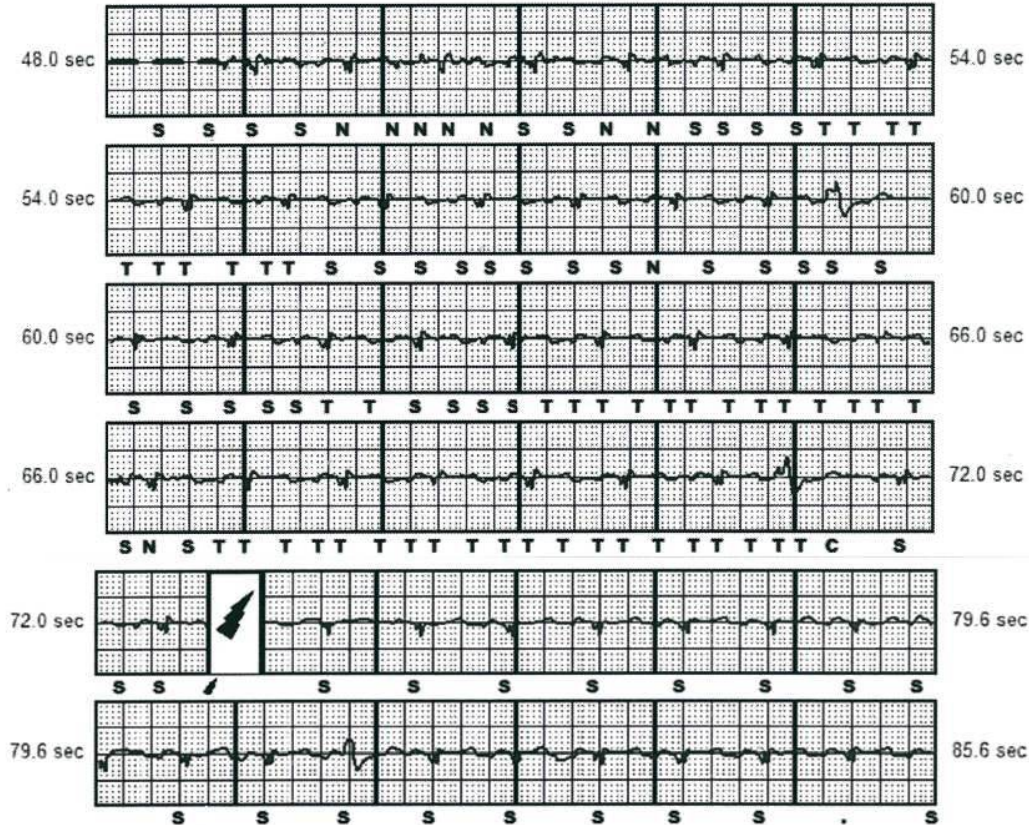 48.0 sec 54.0 sec
S S S S N N N N N S S N N S S S S T T T T
54.0 sec 60.0 sec
T T T T T T S S S S S S S S N S S S S S
60.0 sec 66.0 sec
S S S S S T T S S S S T T T T T T T T T T T T T
66.0 sec 72.0 sec
S N S T T T T T T T T T T T T T T T T T T T T C S
72.0 sec 79.6 sec
S S S S S S S S S S
79.6 sec 85.6 sec
S S S S S S S S . S